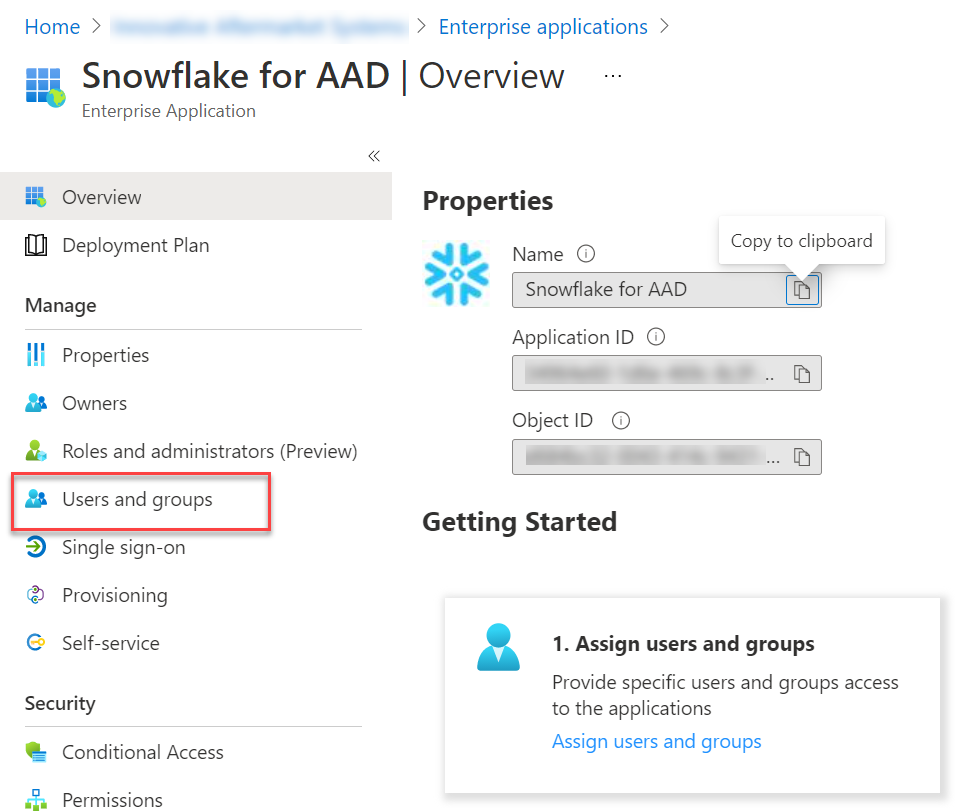 Home > > Enterprise applications >
Snowflake for AAD | Overview ...
Enterprise Application
«
Overview
Deployment Plan
Manage
Properties
Owners
Roles and administrators (Preview)
Users and groups
Single sign-on
Provisioning
Self-service
Security
Conditional Access
Permissions
Properties
Copy to clipboard
Name
Snowflake for AAD
Application ID
..
Object ID
...
Getting Started
1. Assign users and groups
Provide specific users and groups access
to the applications
Assign users and groups